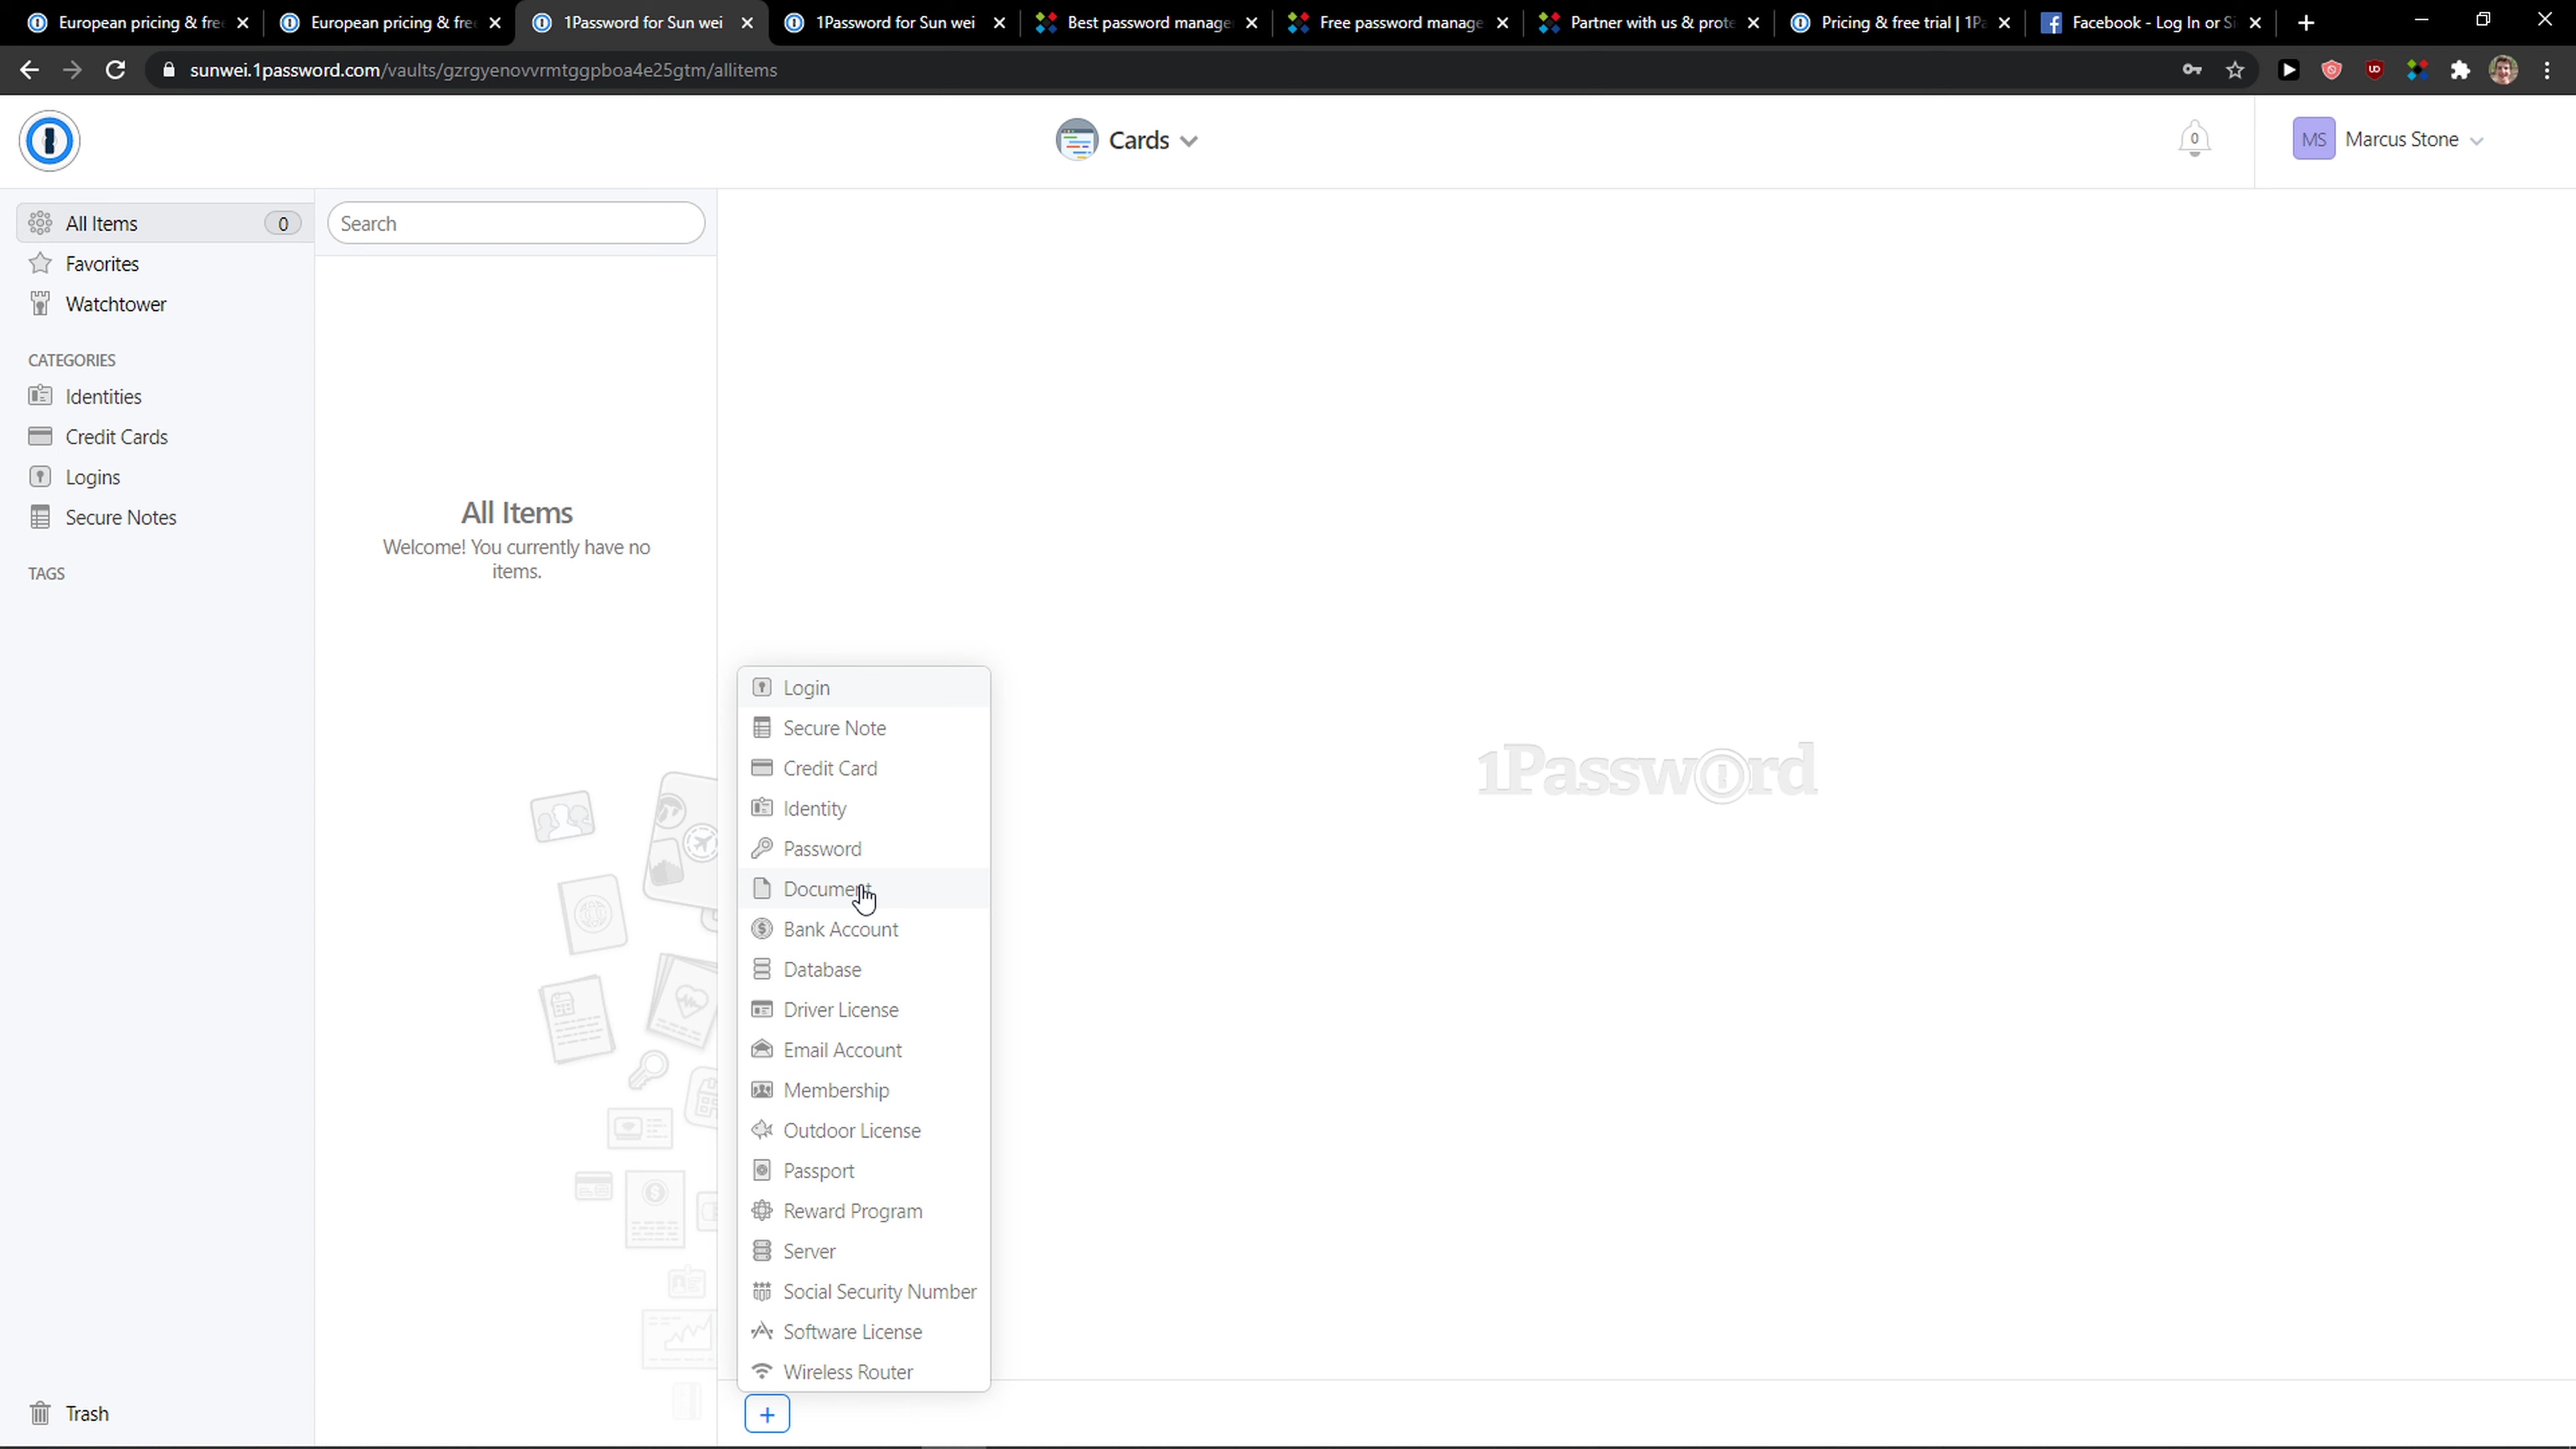 European pricing & fre
European pricing & fre
1Password for Sun wei
1Password for Sun wei
Best password manage
Free password manage
Partner with us & prote
Pricing & free trial | 1Pa
Facebook - Log In or Si
sunwei.1password.com/vaults/gzrgyenovvrmtggpboa4e25gtm/allitems
Cards
0
MS
Marcus Stone
All Items
0
Favorites
Watchtower
CATEGORIES
Identities
Credit Cards
Logins
Secure Notes
TAGS
Trash
Search
All Items
Welcome! You currently have no
items.
Login
Secure Note
Credit Card
Identity
Password
Document
Bank Account
Database
Driver License
Email Account
Membership
Outdoor License
Passport
Reward Program
Server
Social Security Number
Software License
Wireless Router
+
1Password